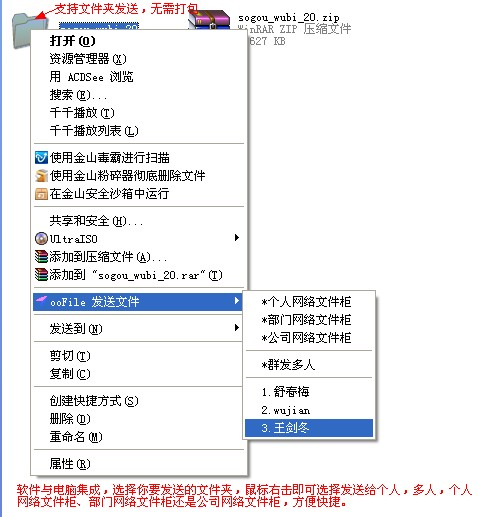 支持文件夹发送，无需打包
sogou_wubi_20
sogou_wubi_20.zip
WinRAR ZIP 压缩文件
627 KB
打开(O)
资源管理器(X)
用 ACDSee 浏览
搜索(E)...
千千播放(T)
千千播放列表(L)
使用金山毒霸进行扫描
使用金山粉碎器彻底删除文件
在金山安全沙箱中运行
共享和安全(H)...
UltraISO
添加到压缩文件(A)...
添加到 "sogou_wubi_20.rar"(T)
ooFile 发送文件
*个人网络文件柜
*部门网络文件柜
*公司网络文件柜
*群发多人
1.舒春梅
2.wujian
3.王剑冬
发送到(N)
剪切(T)
复制(C)
创建快捷方式(S)
删除(D)
重命名(M)
属性(R)
软件与电脑集成，选择你要发送的文件夹，鼠标右击即可选择发送给个人，多人，个人
网络文件柜、部门网络文件柜还是公司网络文件柜，方便快捷。